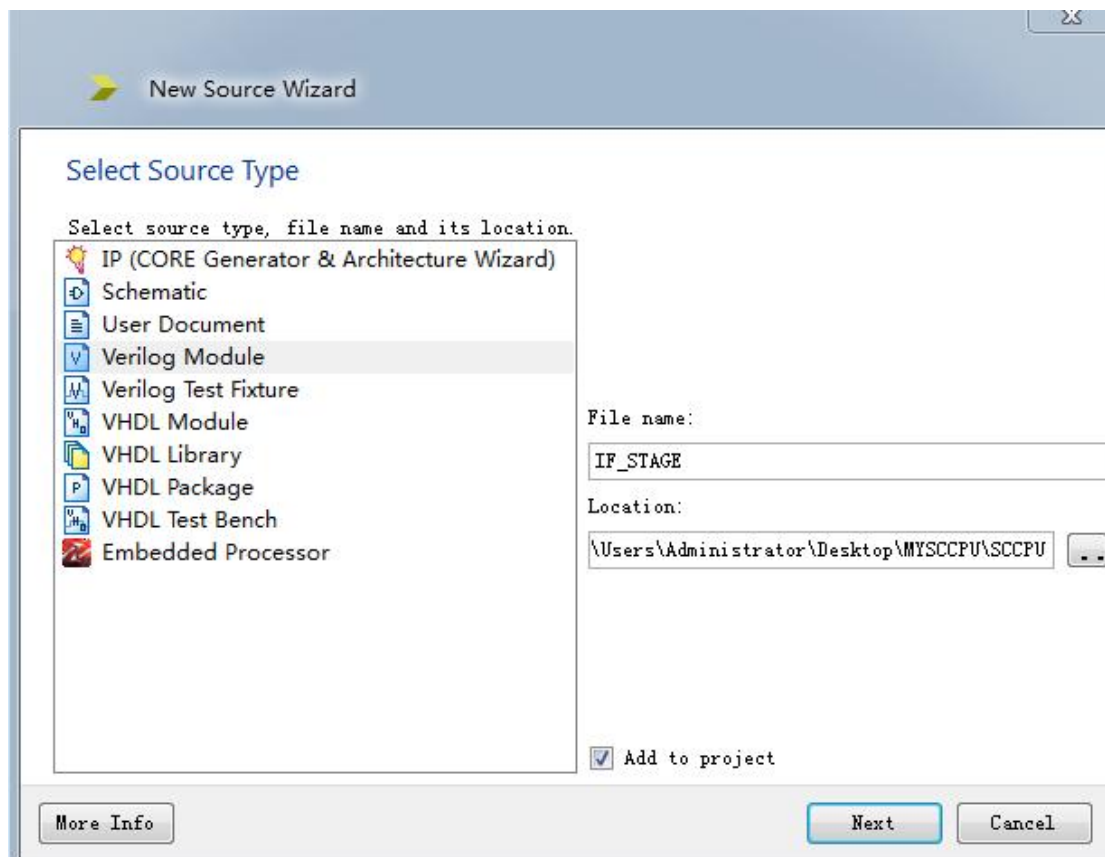 New Source Wizard
Select Source Type
Select source type, file name and its location.
IP (CORE Generator & Architecture Wizard)
Schematic
User Document
Verilog Module
Verilog Test Fixture
VHDL Module
VHDL Library
VHDL Package
VHDL Test Bench
Embedded Processor
File name:
IF_STAGE
Location:
\Users\Administrator\Desktop\MYSCCPU\SCCPU
..
Add to project
More Info
Next
Cancel